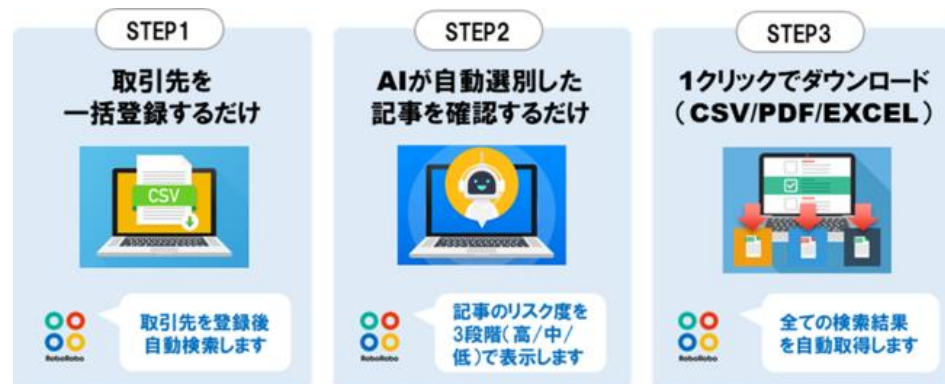 STEP1
取引先を
一括登録するだけ
CSV
RoboRobo
取引先を登録後
自動検索します
STEP2
AIが自動選別した
記事を確認するだけ
RoboRobo
記事のリスク度を
3段階(高/中/
低)で表示します
STEP3
1クリックでダウンロード
(CSV/PDF/EXCEL)
RoboRobo
全ての検索結果
を自動取得します